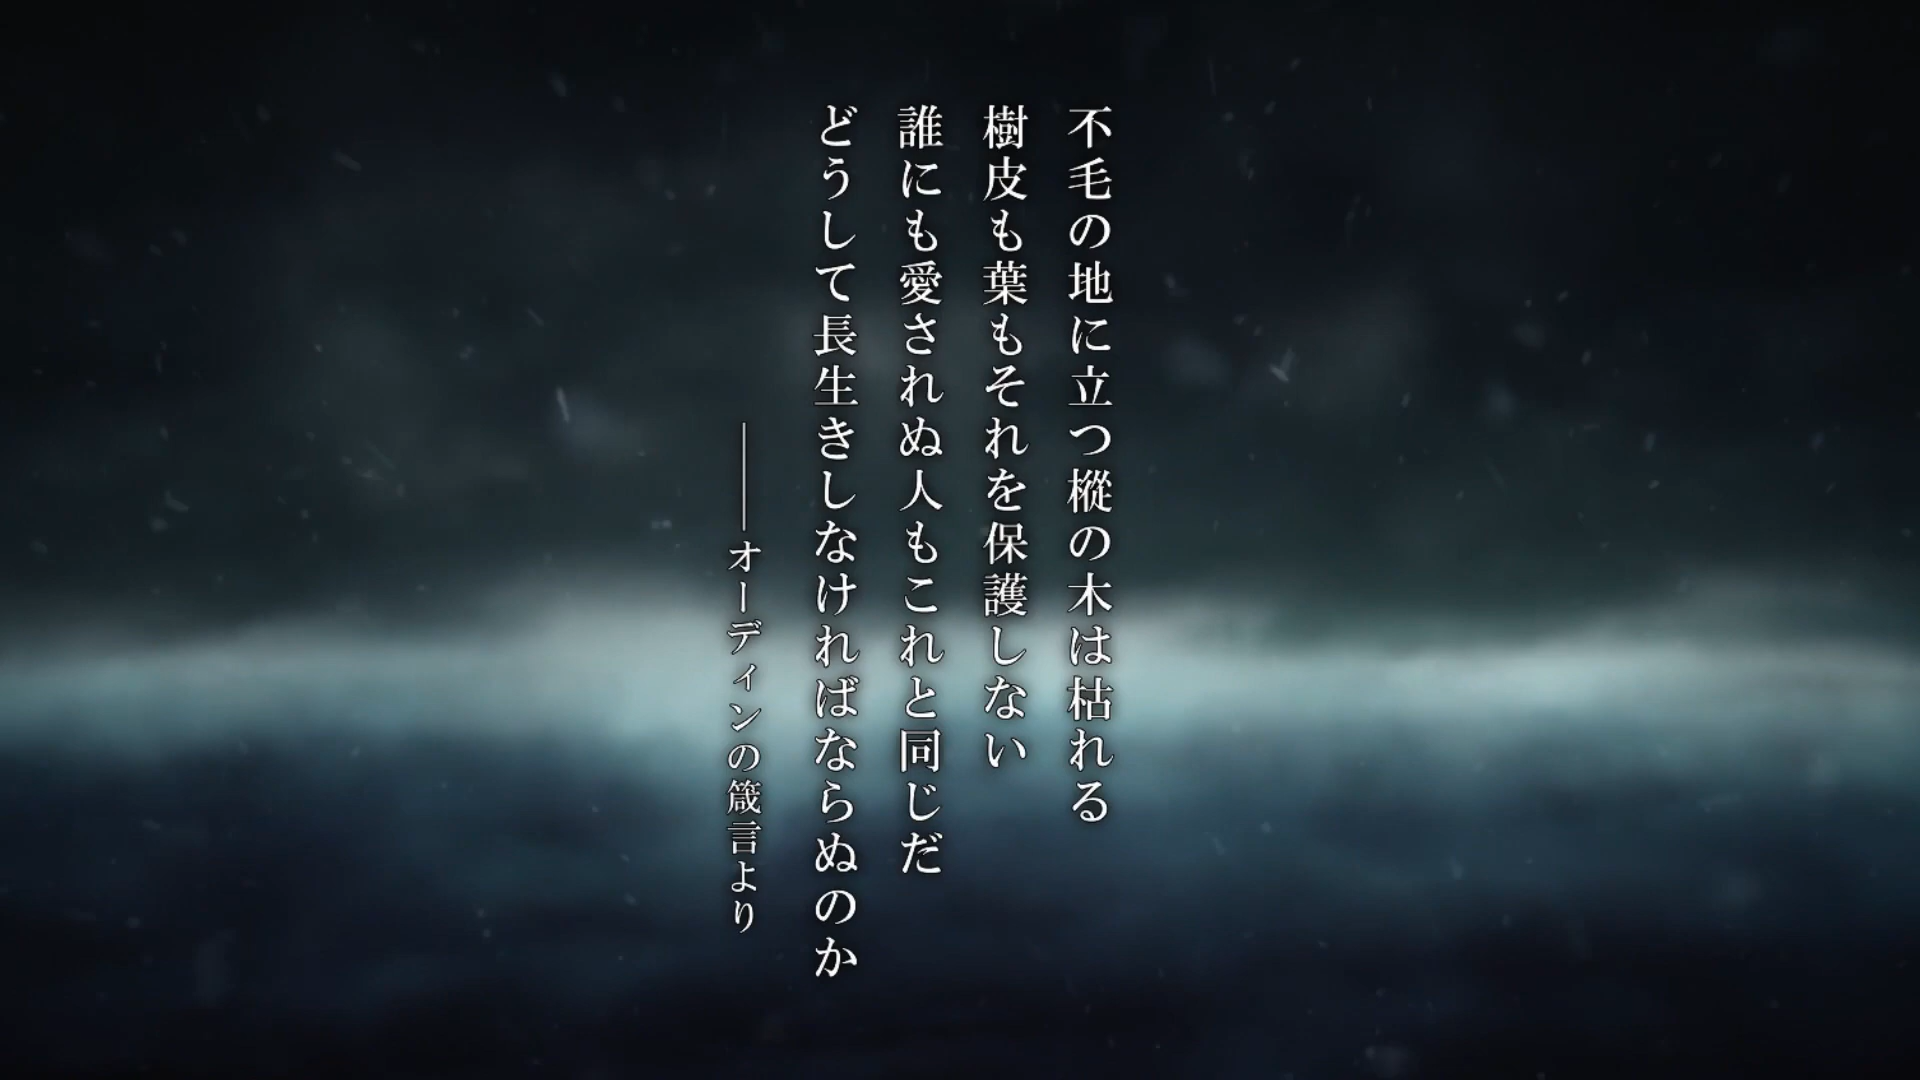 不毛の地に立つ樅の木は枯れる
樹皮も葉もそれを保護しない
誰にも愛されぬ人もこれと同じだ
どうして長生きしなければならぬのか
――オーディンの箴言より